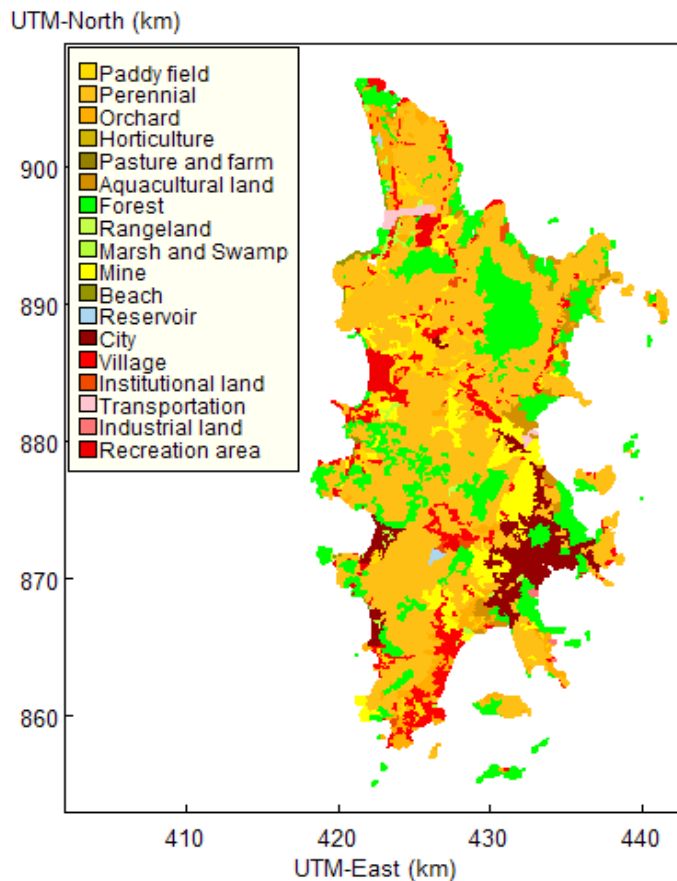 UTM-North (km)
Paddy field
Perennial
Orchard
Horticulture
Pasture and farm
Aquacultural land
Forest
Rangeland
Marsh and Swamp
Mine
Beach
Reservoir
City
Village
Institutional land
Transportation
Industrial land
Recreation area
900
890
880
870
860
410 420 430 440
UTM-East (km)